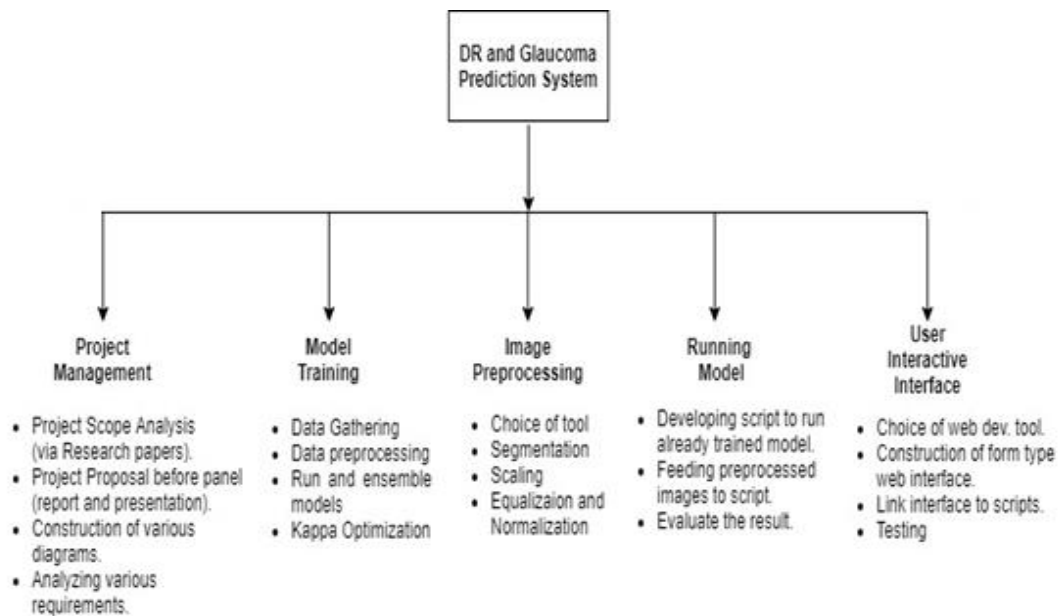 DR and Glaucoma
Prediction System
Project
Management
• Project Scope Analysis
(via Research papers).
• Project Proposal before panel
(report and presentation).
• Construction of various
diagrams.
• Analyzing various
requirements.
Model
Training
• Data Gathering
• Data preprocessing
• Run and ensemble
models
• Kappa Optimization
Image
Preprocessing
• Choice of tool
• Segmentation
• Scaling
• Equalizaion and
Normalization
Running
Model
• Developing script to run
already trained model.
• Feeding preprocessed
images to script.
• Evaluate the result.
User
Interactive
Interface
• Choice of web dev. tool.
• Construction of form type
web interface.
• Link interface to scripts.
• Testing